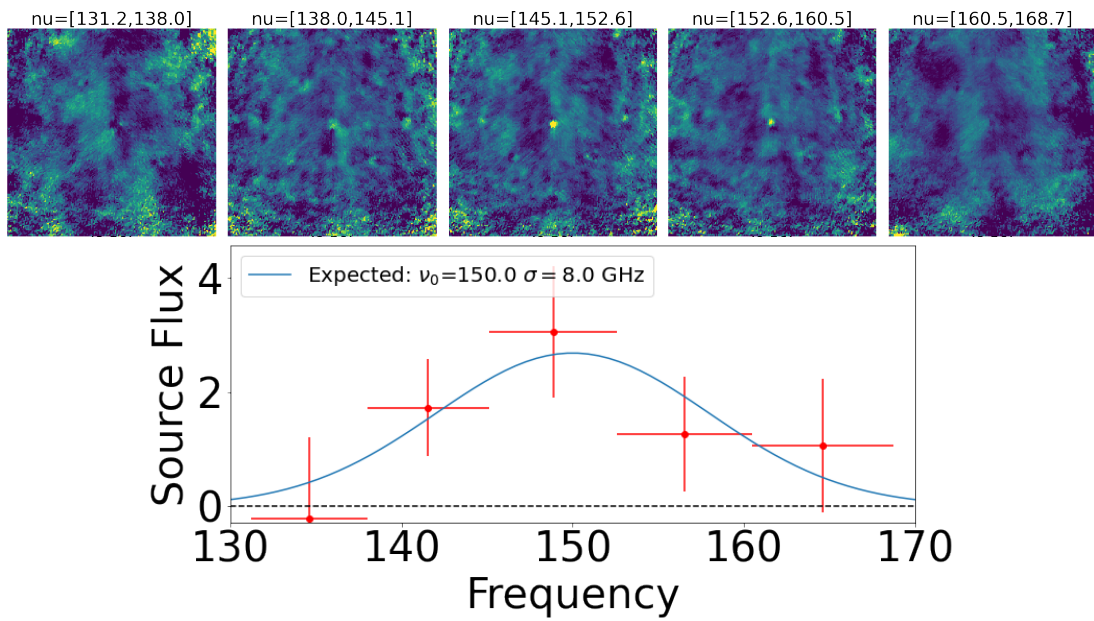 nu=[131.2,138.0] nu=[138.0,145.1] nu=[145.1,152.6] nu=[152.6,160.5] nu=[160.5,168.7]
Expected: ν₀=150.0 σ = 8.0 GHz
Source Flux
4
2
0
130 140 150 160 170
Frequency